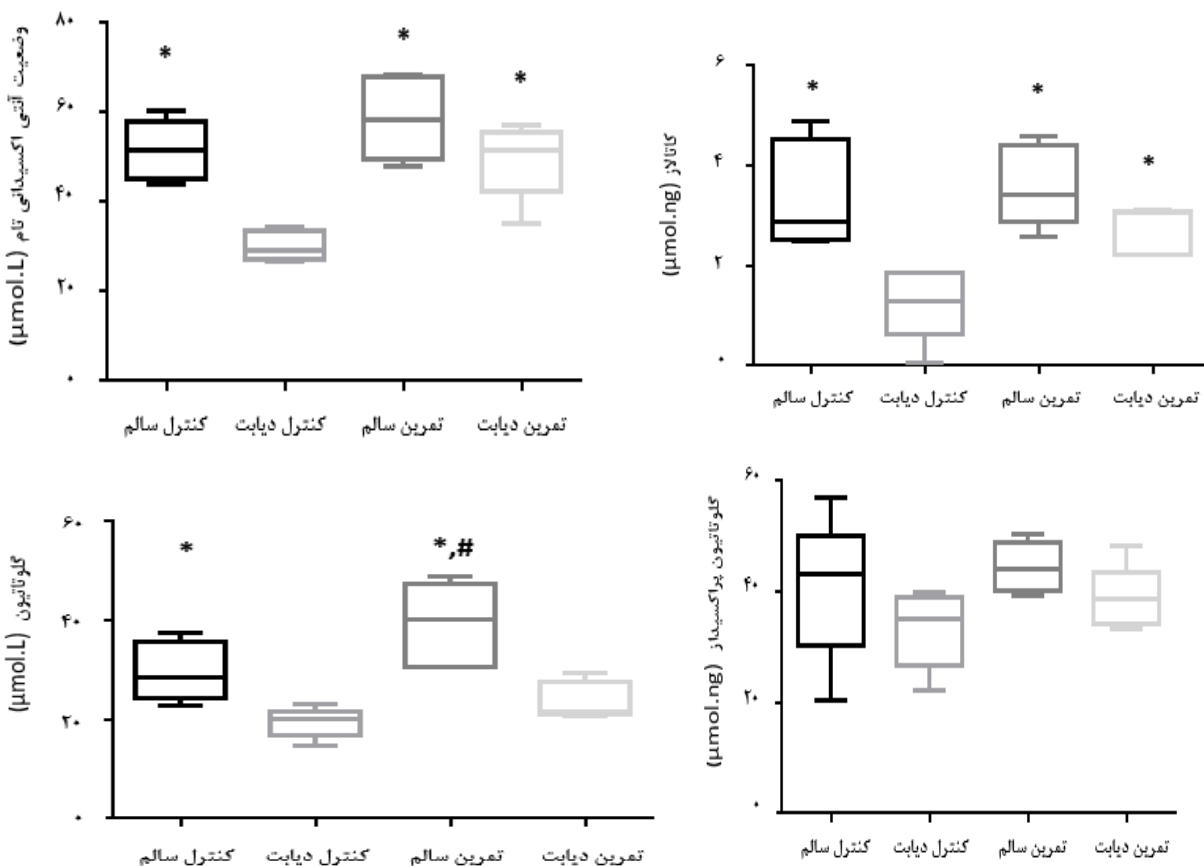 وضعیت آنتی اکسیدانی تام (µmol.L)
۸۰
۶۰
۴۰
۲۰
۰
*
*
*
کنترل سالم
کنترل دیابت
تمرین سالم
تمرین دیابت
کاتالاز (µmol.ng)
۶
۴
۲
۰
*
*
*
کنترل سالم
کنترل دیابت
تمرین سالم
تمرین دیابت
گلوتاتیون (µmol.L)
۶۰
۴۰
۲۰
۰
*
*,#
کنترل سالم
کنترل دیابت
تمرین سالم
تمرین دیابت
گلوتاتیون پراکسیداز (µmol.ng)
۶۰
۴۰
۲۰
۰
کنترل سالم
کنترل دیابت
تمرین سالم
تمرین دیابت